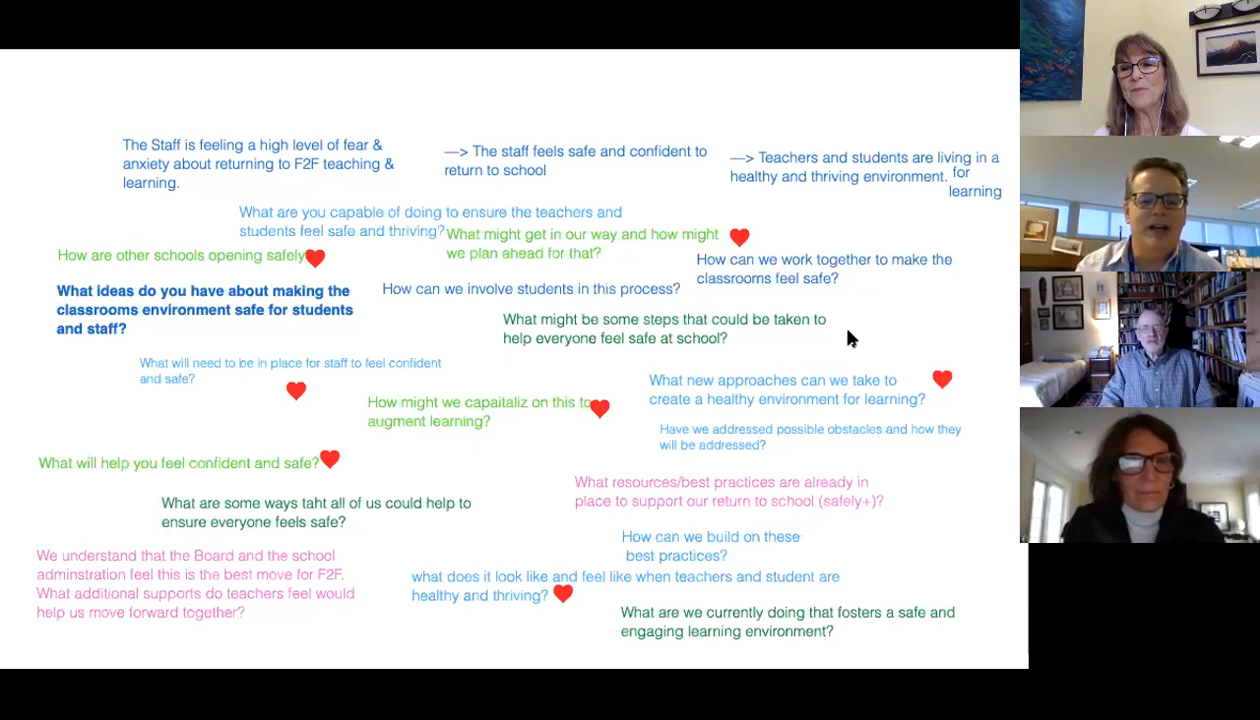 The Staff is feeling a high level of fear &
anxiety about returning to F2F teaching &
learning.
—> The staff feels safe and confident to
return to school
—> Teachers and students are living in a
healthy and thriving environment. for
learning
What are you capable of doing to ensure the teachers and
students feel safe and thriving?
What might get in our way and how might
we plan ahead for that?
How are other schools opening safely
How can we work together to make the
classrooms feel safe?
What ideas do you have about making the
classrooms environment safe for students
and staff?
How can we involve students in this process?
What might be some steps that could be taken to
help everyone feel safe at school?
What will need to be in place for staff to feel confident
and safe?
What new approaches can we take to
create a healthy environment for learning?
How might we capaitaliz on this to
augment learning?
Have we addressed possible obstacles and how they
will be addressed?
What will help you feel confident and safe?
What resources/best practices are already in
place to support our return to school (safely+)?
What are some ways taht all of us could help to
ensure everyone feels safe?
How can we build on these
best practices?
We understand that the Board and the school
adminstration feel this is the best move for F2F.
What additional supports do teachers feel would
help us move forward together?
what does it look like and feel like when teachers and student are
healthy and thriving?
What are we currently doing that fosters a safe and
engaging learning environment?